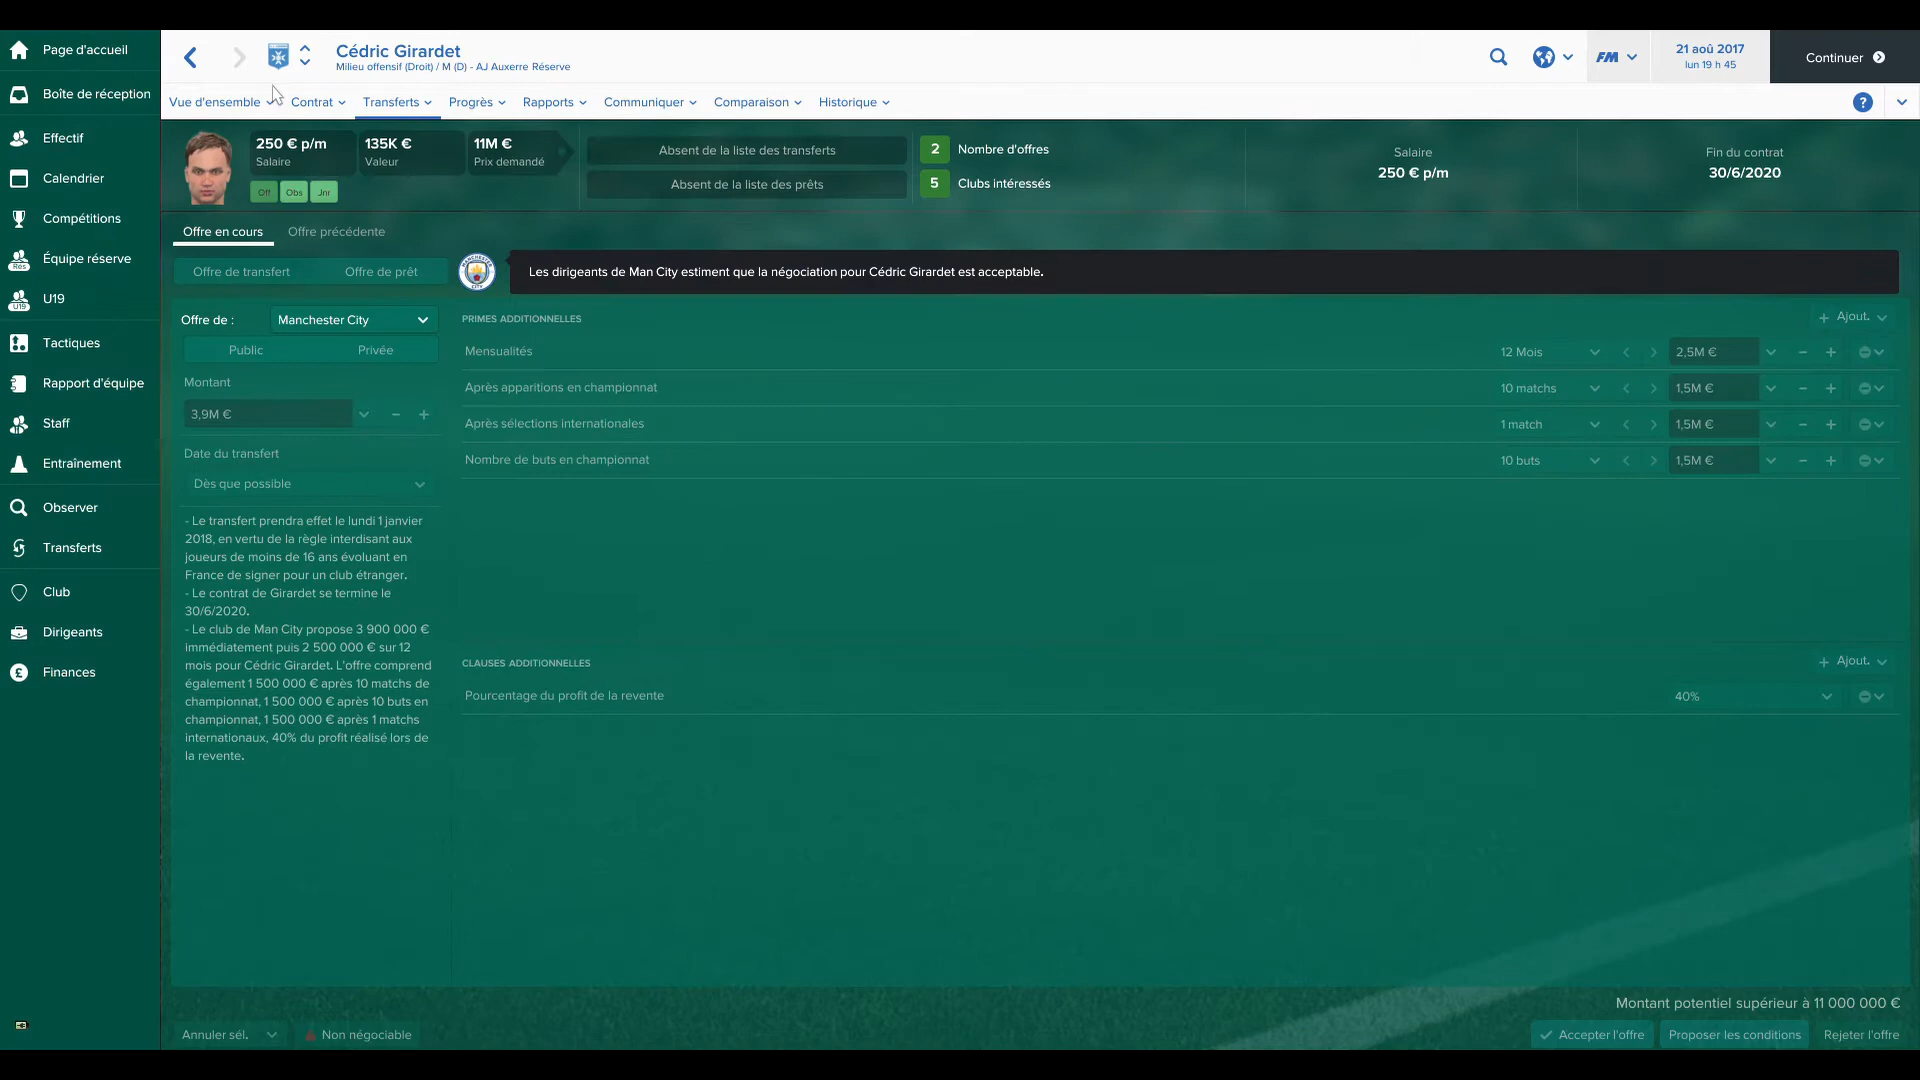 Page d'accueil
Boîte de réception
Effectif
Calendrier
Compétitions
Équipe réserve
U19
Tactiques
Rapport d'équipe
Staff
Entraînement
Observer
Transferts
Club
Dirigeants
Finances
Cédric Girardet
Milieu offensif (Droit) / M (D) - AJ Auxerre Réserve
FM
21 aoû 2017
lun 19 h 45
Continuer
Vue d'ensemble
Contrat
Transferts
Progrès
Rapports
Communiquer
Comparaison
Historique
?
250 € p/m
Salaire
135K €
Valeur
11M €
Prix demandé
Off
Obs
Jnr
Absent de la liste des transferts
Absent de la liste des prêts
2 Nombre d'offres
5 Clubs intéressés
Salaire
250 € p/m
Fin du contrat
30/6/2020
Offre en cours
Offre précédente
Offre de transfert
Offre de prêt
Les dirigeants de Man City estiment que la négociation pour Cédric Girardet est acceptable.
Offre de :
Manchester City
Public
Privée
Montant
3,9M €
Date du transfert
Dès que possible
- Le transfert prendra effet le lundi 1 janvier
2018, en vertu de la règle interdisant aux
joueurs de moins de 16 ans évoluant en
France de signer pour un club étranger.
- Le contrat de Girardet se termine le
30/6/2020.
- Le club de Man City propose 3 900 000 €
immédiatement puis 2 500 000 € sur 12
mois pour Cédric Girardet. L'offre comprend
également 1 500 000 € après 10 matchs de
championnat, 1 500 000 € après 10 buts en
championnat, 1 500 000 € après 1 matchs
internationaux, 40% du profit réalisé lors de
la revente.
PRIMES ADDITIONNELLES
Ajout.
Mensualités
12 Mois
2,5M €
Après apparitions en championnat
10 matchs
1,5M €
Après sélections internationales
1 match
1,5M €
Nombre de buts en championnat
10 buts
1,5M €
CLAUSES ADDITIONNELLES
Ajout.
Pourcentage du profit de la revente
40%
Montant potentiel supérieur à 11 000 000 €
Annuler sél.
Non négociable
Accepter l'offre
Proposer les conditions
Rejeter l'offre